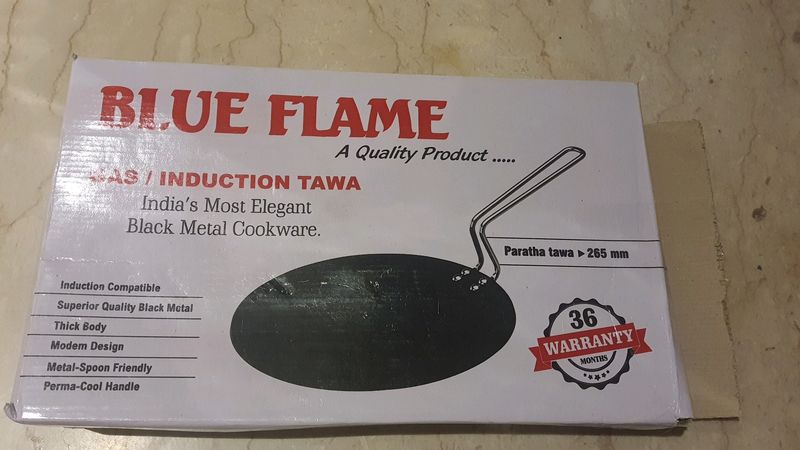 BLUE FLAME
A Quality Product .....
GAS / INDUCTION TAWA
India's Most Elegant
Black Metal Cookware.
Paratha tawa ▸ 265 mm
Induction Compatible
Superior Quality Black Metal
Thick Body
Modern Design
Metal-Spoon Friendly
Perma-Cool Handle
36
WARRANTY
MONTHS